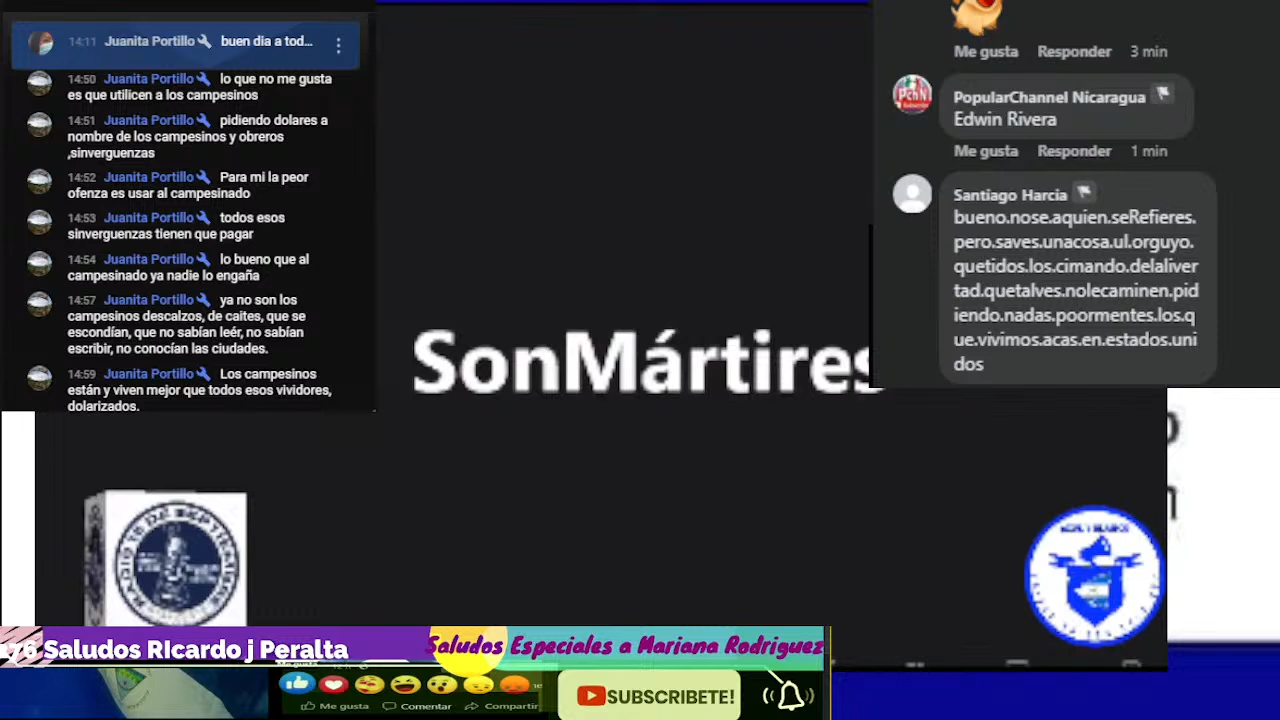 14:11 Juanita Portillo buen dia a tod...
14:50 Juanita Portillo lo que no me gusta
es que utilicen a los campesinos
14:51 Juanita Portillo pidiendo dolares a
nombre de los campesinos y obreros
,sinverguenzas
14:52 Juanita Portillo Para mi la peor
ofenza es usar al campesinado
14:53 Juanita Portillo todos esos
sinverguenzas tienen que pagar
14:54 Juanita Portillo lo bueno que al
campesinado ya nadie lo engaña
14:57 Juanita Portillo ya no son los
campesinos descalzos, de caites, que se
escondían, que no sabían leér, no sabían
escribir, no conocían las ciudades.
14:59 Juanita Portillo Los campesinos
están y viven mejor que todos esos vividores,
dolarizados.
Me gusta Responder 3 min
PchN
PopularChannel Nicaragua
Edwin Rivera
Me gusta Responder 1 min
Santiago Harcia
bueno.nose.aquien.seRefieres.
pero.saves.unacosa.ul.orguyo.
quetidos.los.cimando.delaliver
tad.quetalves.nolecaminen.pid
iendo.nadas.poormentes.los.q
ue.vivimos.acas.en.estados.uni
dos
SonMártires
RADIO 15 DE SEPTIEMBRE
76 Saludos RIcardo j Peralta
Saludos Especiales a Mariana Rodriguez
Me gusta Comentar Compartir
SUBSCRIBETE!